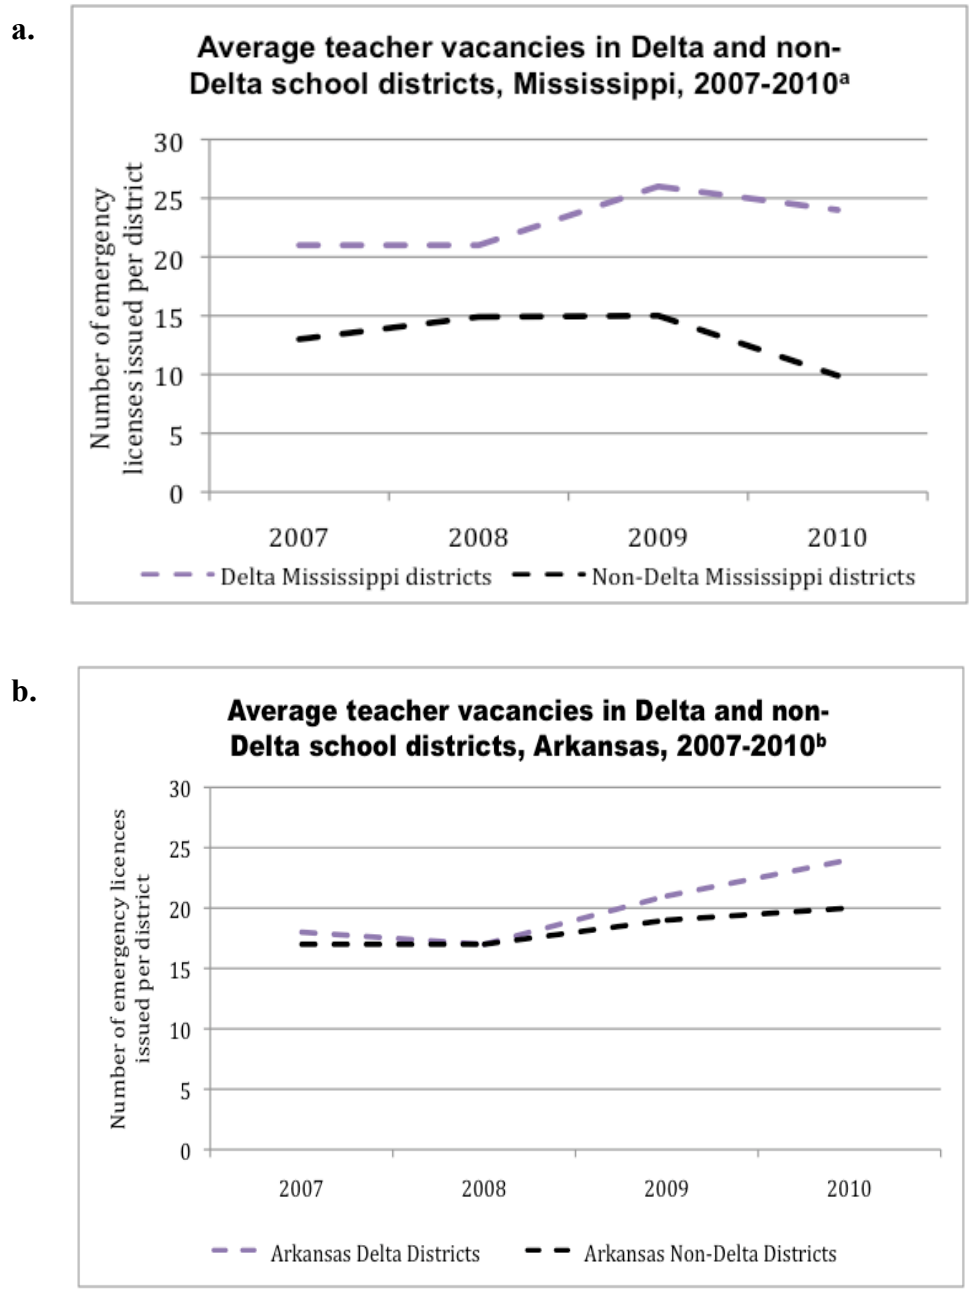 a.
Average teacher vacancies in Delta and non-
Delta school districts, Mississippi, 2007-2010ª
Number of emergency
licenses issued per district
30
25
20
15
10
5
0
2007 2008 2009 2010
Delta Mississippi districts Non-Delta Mississippi districts
b.
Average teacher vacancies in Delta and non-
Delta school districts, Arkansas, 2007-2010ᵇ
Number of emergency licences
issued per district
30
25
20
15
10
5
0
2007 2008 2009 2010
Arkansas Delta Districts Arkansas Non-Delta Districts